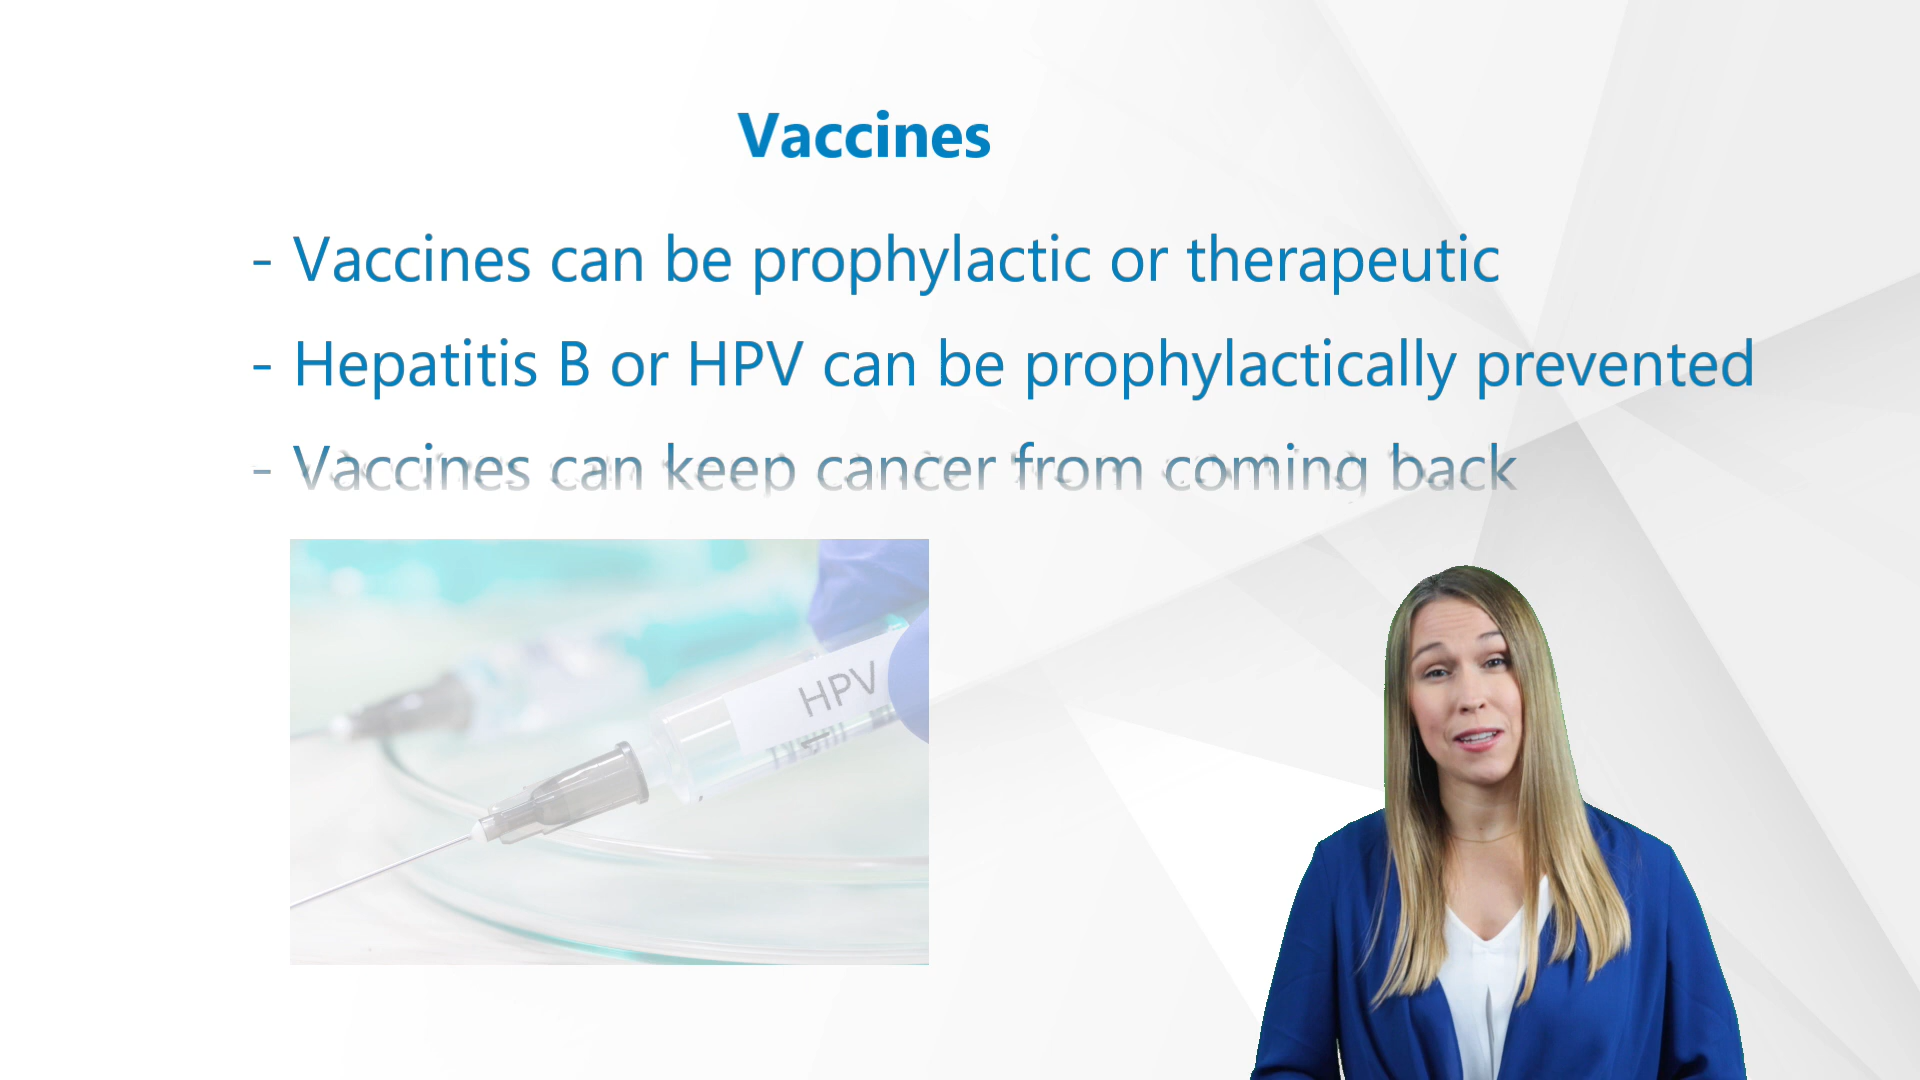 Vaccines
- Vaccines can be prophylactic or therapeutic
- Hepatitis B or HPV can be prophylactically prevented
- Vaccines can keep cancer from coming back
HPV